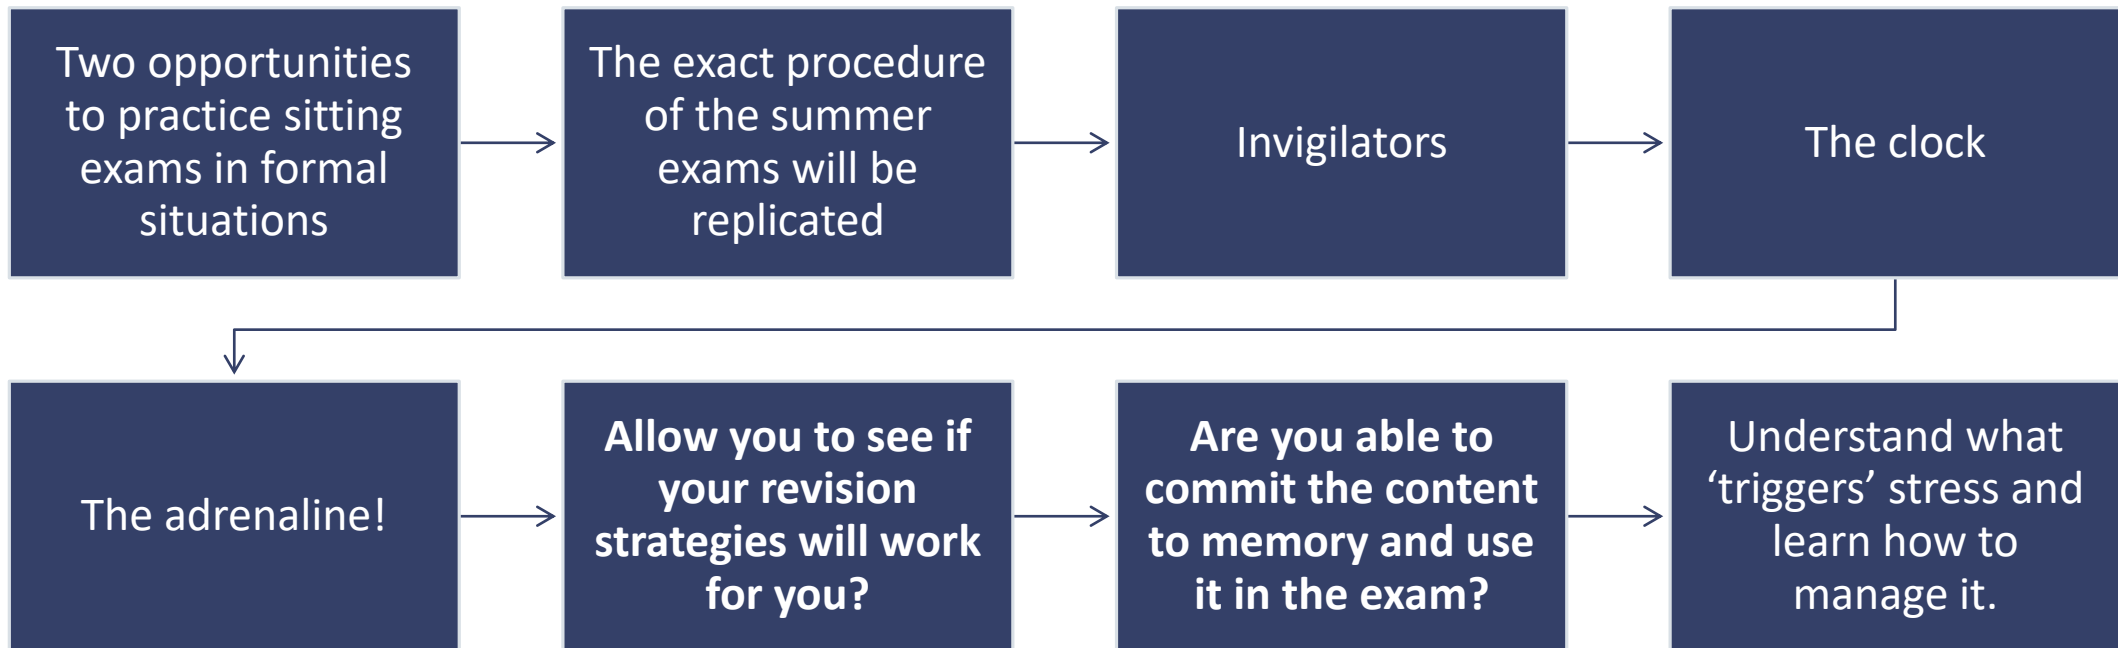 Two opportunities
to practice sitting
exams in formal
situations
The exact procedure
of the summer
exams will be
replicated
Invigilators
The clock
The adrenaline!
Allow you to see if
your revision
strategies will work
for you?
Are you able to
commit the content
to memory and use
it in the exam?
Understand what
‘triggers’ stress and
learn how to
manage it.